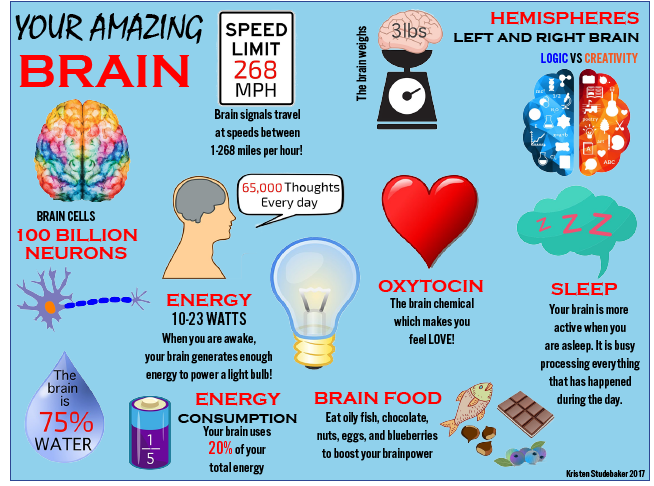 YOUR AMAZING
BRAIN
SPEED
LIMIT
268
MPH
Brain signals travel
at speeds between
1-268 miles per hour!
The brain weighs
3lbs
HEMISPHERES
LEFT AND RIGHT BRAIN
LOGIC VS CREATIVITY
ABC
BRAIN CELLS
100 BILLION
NEURONS
65,000 Thoughts
Every day
ENERGY
10-23 WATTS
When you are awake,
your brain generates enough
energy to power a light bulb!
OXYTOCIN
The brain chemical
which makes you
feel LOVE!
z z z
SLEEP
Your brain is more
active when you
are asleep. It is busy
processing everything
that has happened
during the day.
The
brain
is
75%
WATER
1
5
ENERGY
CONSUMPTION
Your brain uses
20% of your
total energy
BRAIN FOOD
Eat oily fish, chocolate,
nuts, eggs, and blueberries
to boost your brainpower
Kristen Studebaker 2017